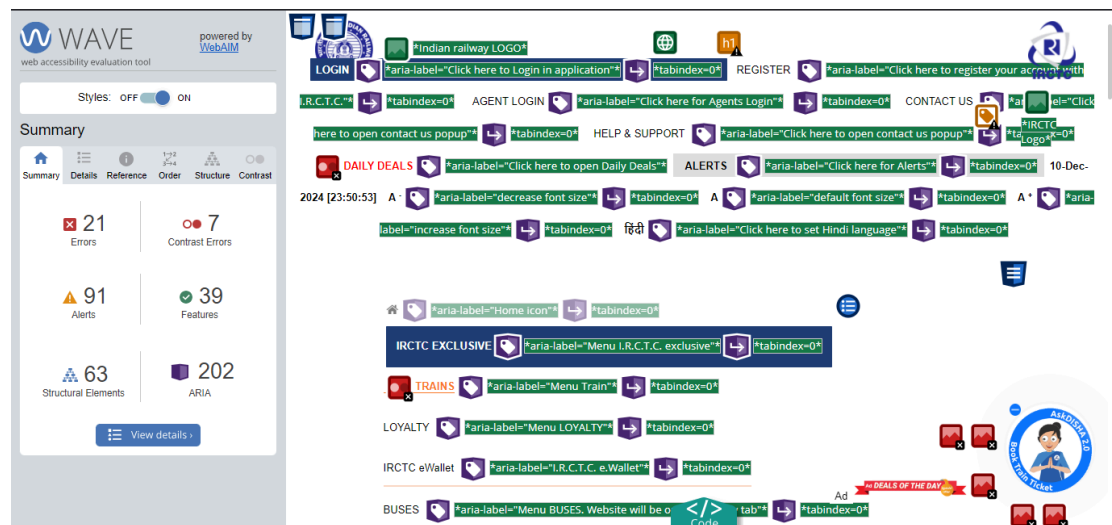 WAVE
powered by
WebAIM
web accessibility evaluation tool
Styles: OFF ON
Summary
Summary Details Reference Order Structure Contrast
21
Errors
7
Contrast Errors
91
Alerts
39
Features
63
Structural Elements
202
ARIA
View details ›
*Indian railway LOGO*
h1
LOGIN *aria-label="Click here to Login in application"* *tabindex=0* REGISTER *aria-label="Click here to register your account with
I.R.C.T.C."* *tabindex=0* AGENT LOGIN *aria-label="Click here for Agents Login"* *tabindex=0* CONTACT US
IRCTC
*IRCTC Logo*
here to open contact us popup"* *tabindex=0* HELP & SUPPORT *aria-label="Click here to open contact us popup"*
DAILY DEALS *aria-label="Click here to open Daily Deals"* ALERTS *aria-label="Click here for Alerts"* *tabindex=0* 10-Dec-
2024 [23:50:53] A - *aria-label="decrease font size"* *tabindex=0* A *aria-label="default font size"* *tabindex=0* A + *aria-
label="increase font size"* *tabindex=0* हिंदी *aria-label="Click here to set Hindi language"* *tabindex=0*
*aria-label="Home icon"* *tabindex=0*
IRCTC EXCLUSIVE *aria-label="Menu I.R.C.T.C. exclusive"* *tabindex=0*
TRAINS *aria-label="Menu Train"* *tabindex=0*
LOYALTY *aria-label="Menu LOYALTY"* *tabindex=0*
IRCTC eWallet *aria-label="I.R.C.T.C. e.Wallet"* *tabindex=0*
BUSES *aria-label="Menu BUSES. Website will be tab"* *tabindex=0*
</> Code
Ad
DEALS OF THE DAY
AskDISHA 2.0
Book Train Ticket